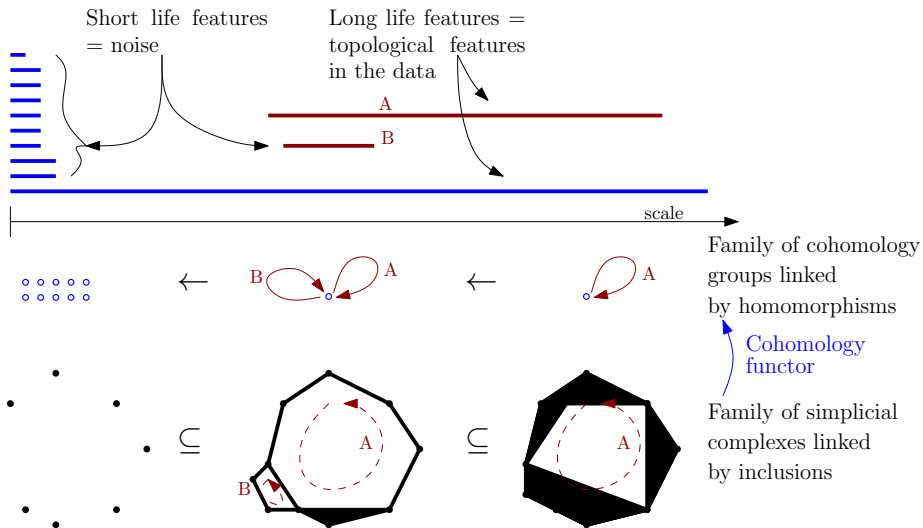 Short life features
= noise
Long life features =
topological features
in the data
A
B
scale
Family of cohomology
groups linked
by homomorphisms
←
B
A
←
A
Cohomology
functor
Family of simplicial
complexes linked
by inclusions
⊆
A
B
⊆
A